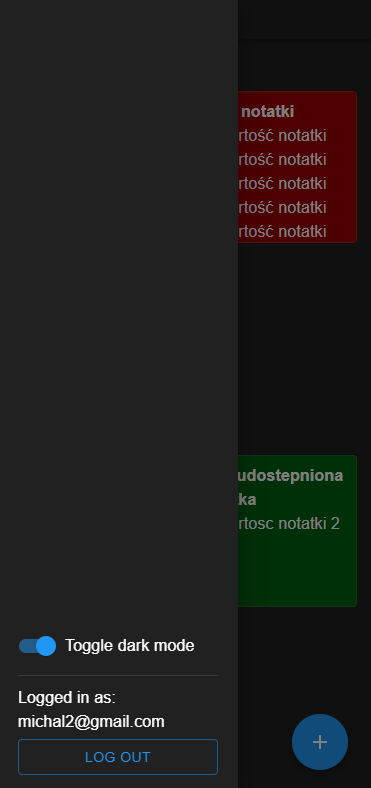 notatki
rtość notatki
rtość notatki
rtość notatki
rtość notatki
rtość notatki
udostepniona
ka
rtosc notatki 2
Toggle dark mode
Logged in as:
michal2@gmail.com
LOG OUT